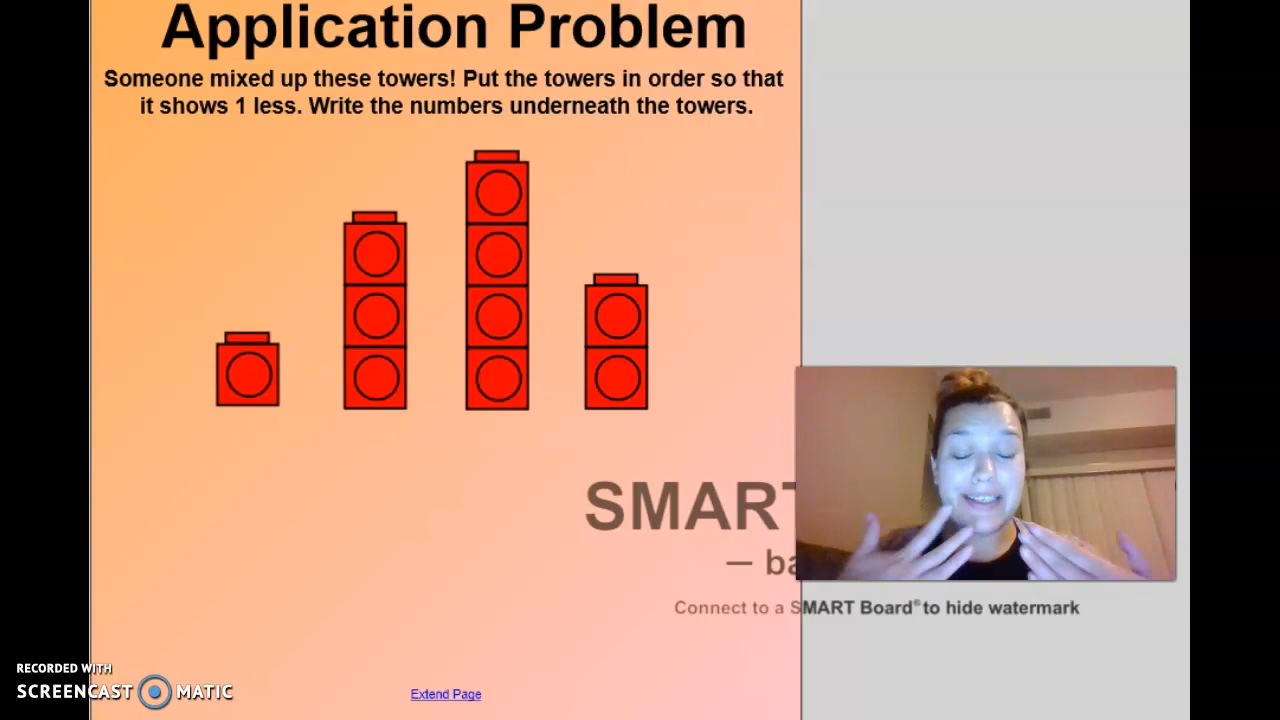 Application Problem
Someone mixed up these towers! Put the towers in order so that
it shows 1 less. Write the numbers underneath the towers.
SMART
Connect to a SMART Board® to hide watermark
RECORDED WITH
SCREENCAST MATIC
Extend Page